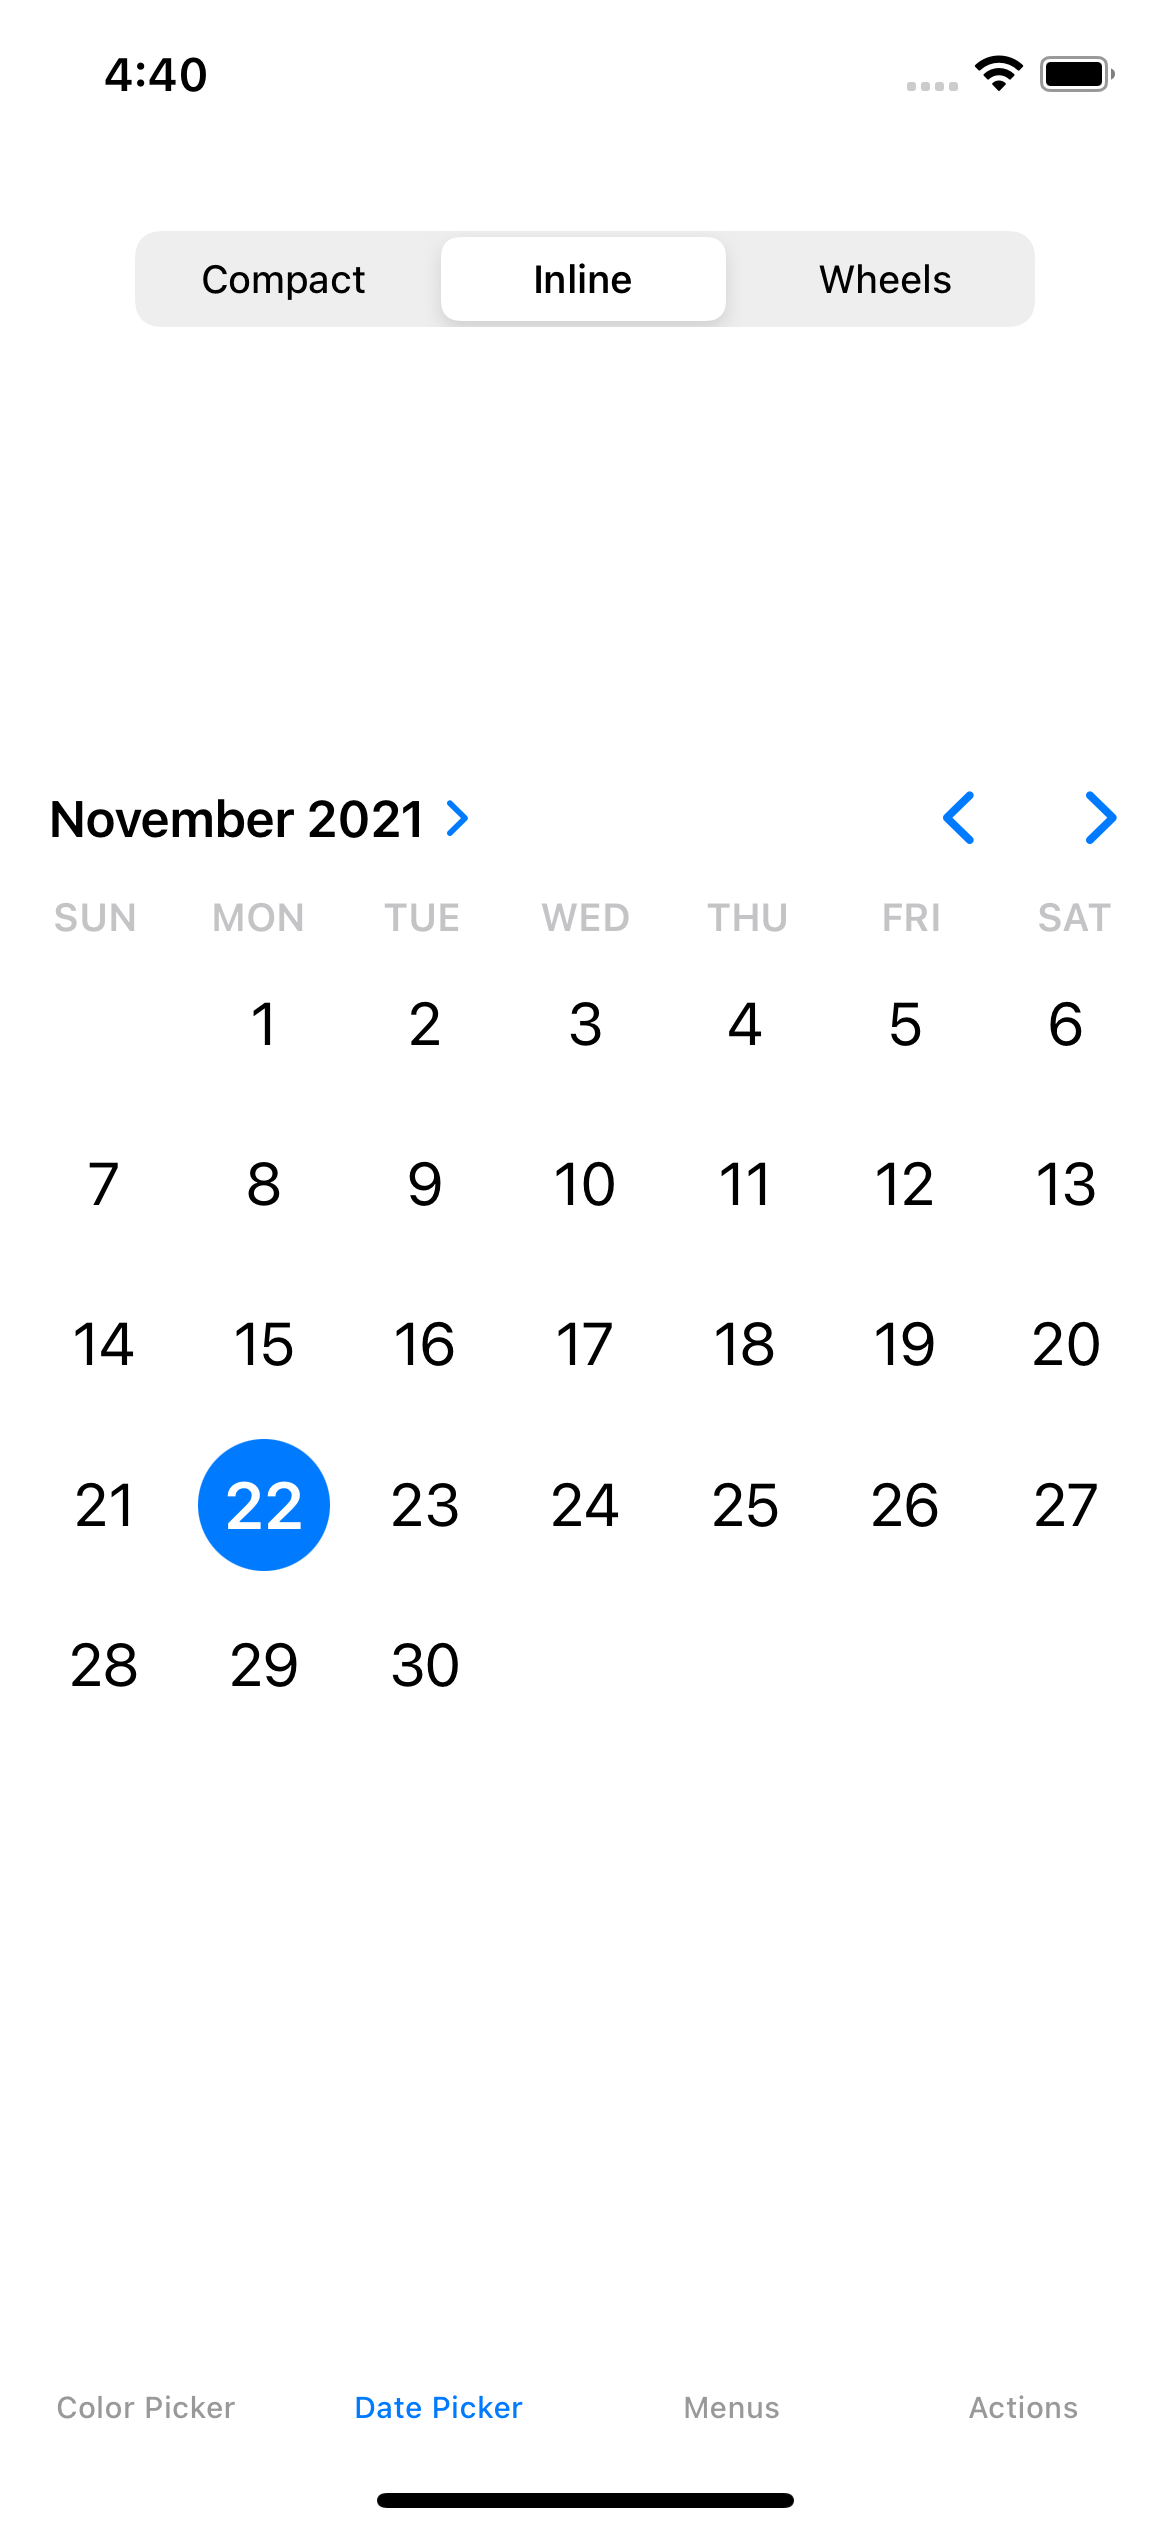 4:40
Compact Inline Wheels
November 2021
SUN MON TUE WED THU FRI SAT
1 2 3 4 5 6
7 8 9 10 11 12 13
14 15 16 17 18 19 20
21 22 23 24 25 26 27
28 29 30
Color Picker Date Picker Menus Actions